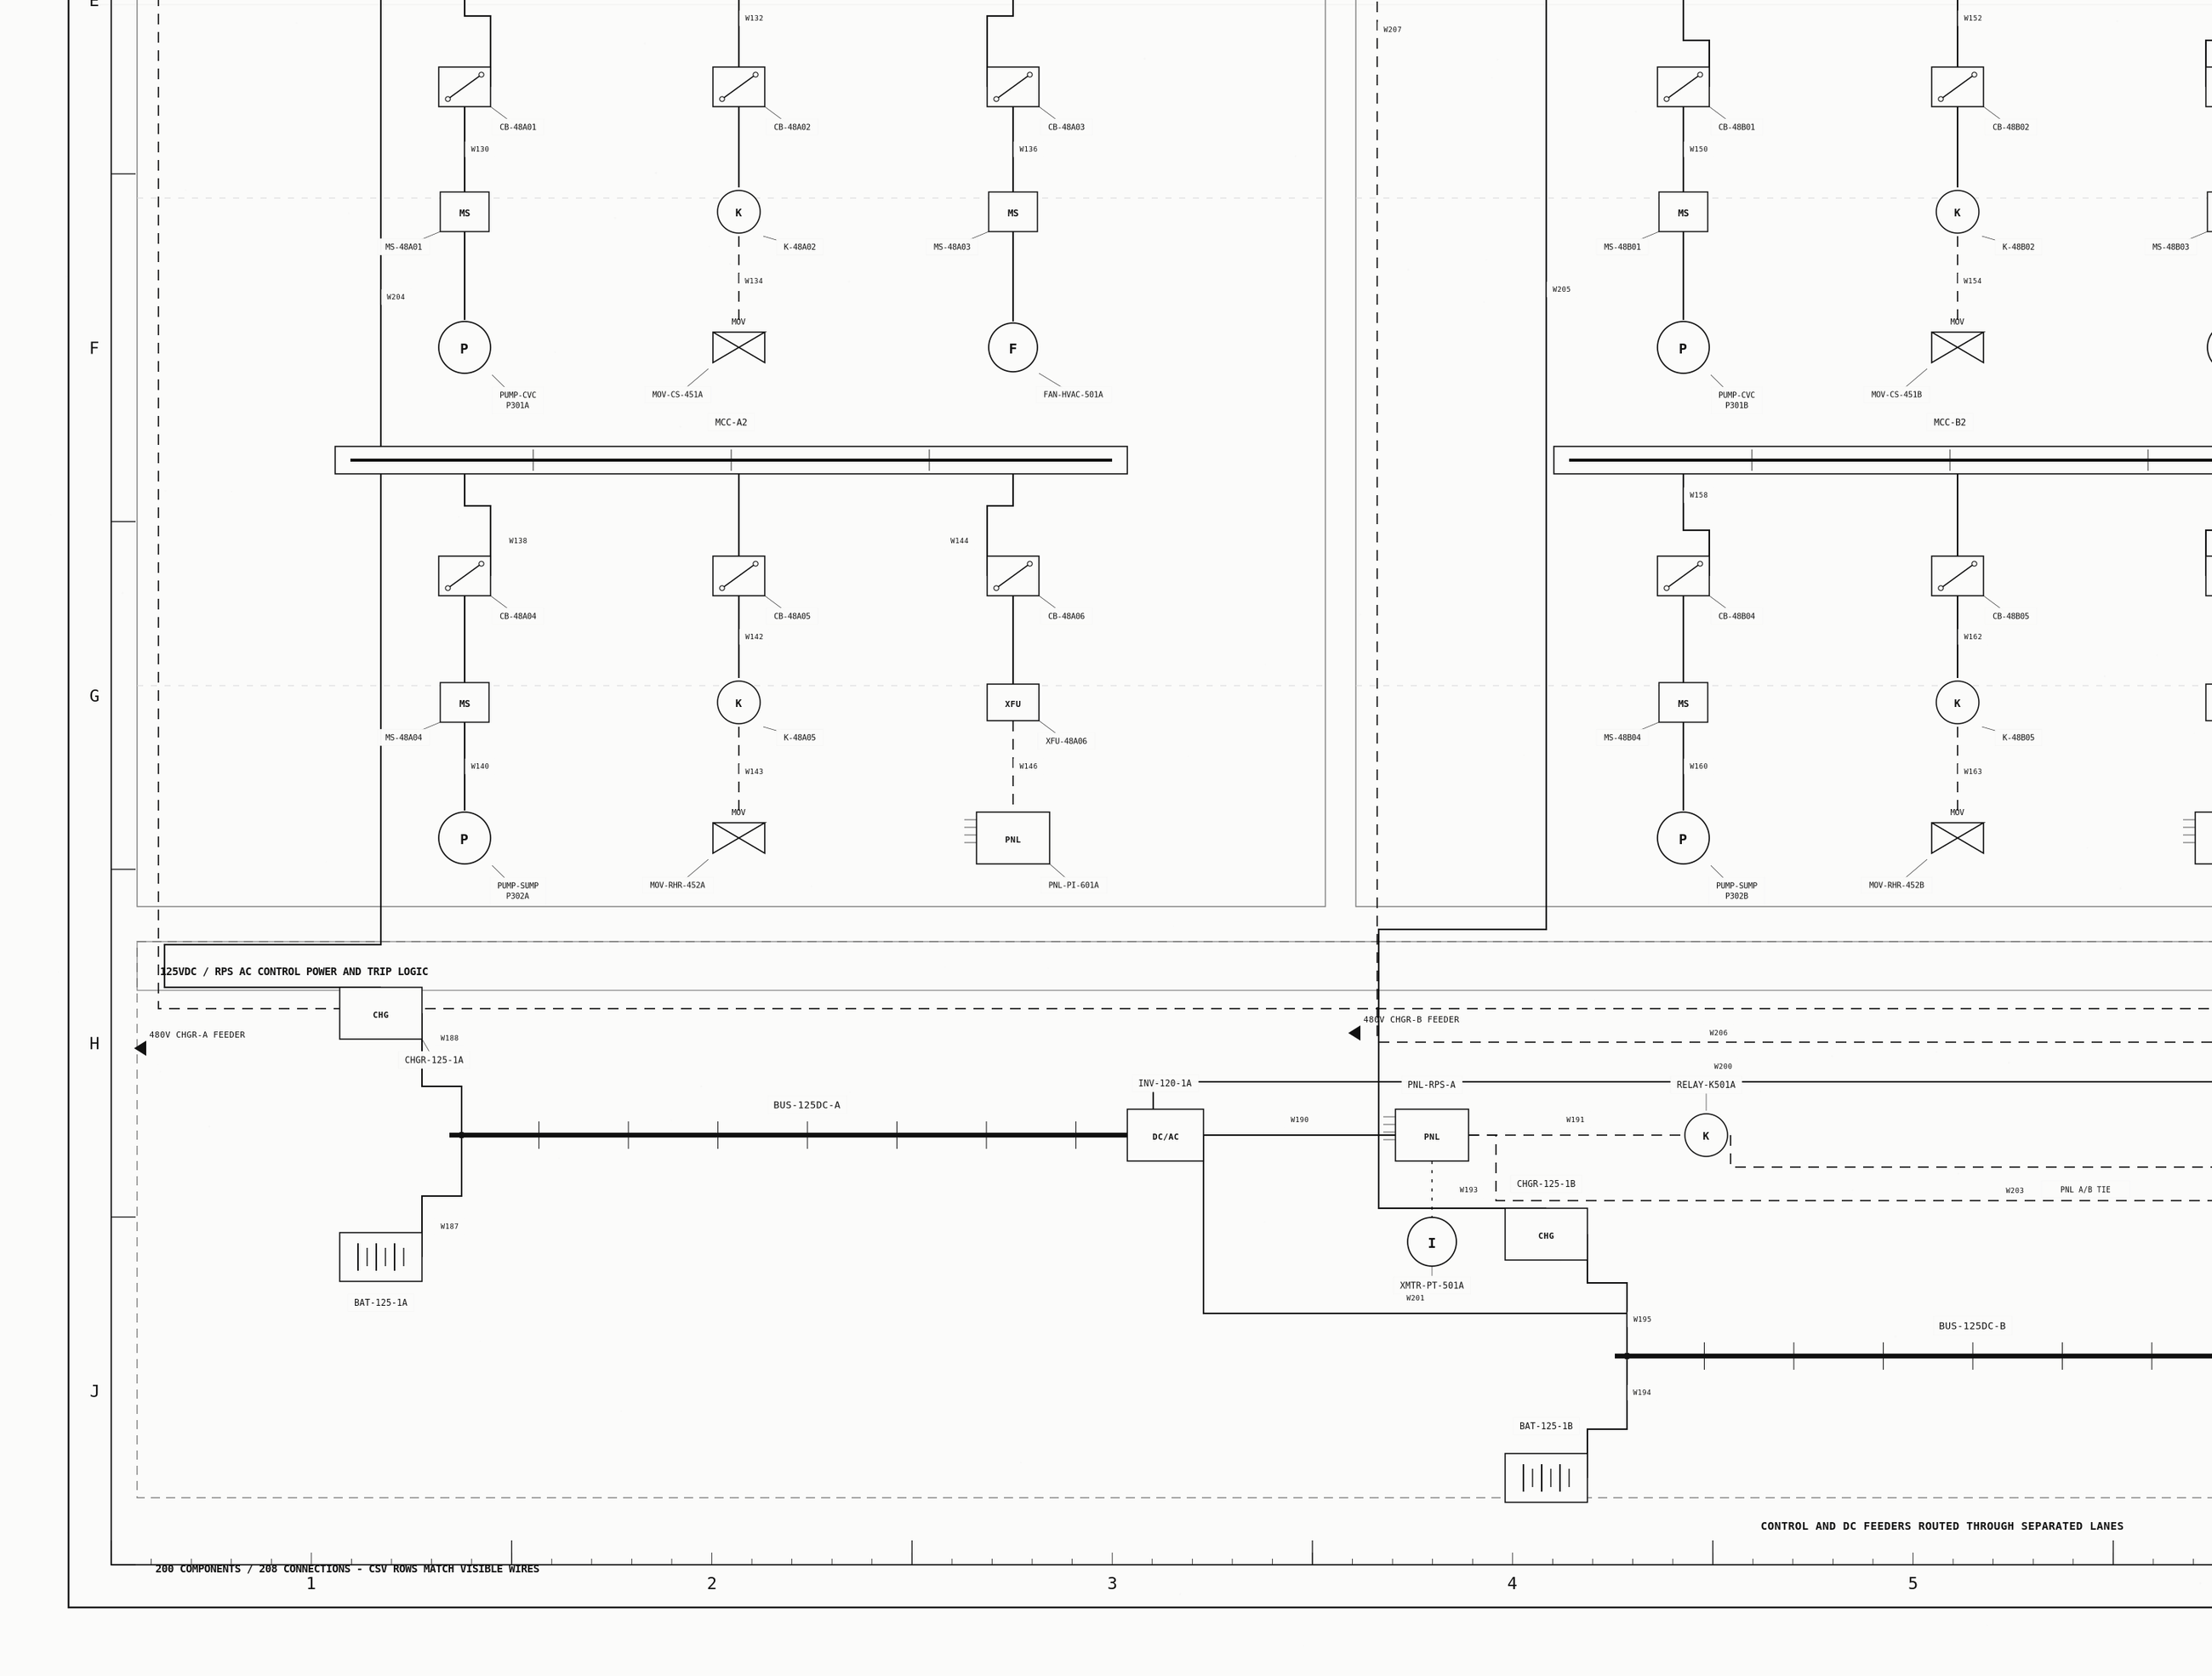 E
W132
W152
W207
CB-48A01
CB-48A02
CB-48A03
CB-48B01
CB-48B02
W130
W136
W150
MS
K
MS
MS
K
MS-48A01
K-48A02
MS-48A03
MS-48B01
K-48B02
MS-48B03
W134
W154
W204
W205
MOV
MOV
F
P
F
P
PUMP-CVC
P301A
MOV-CS-451A
FAN-HVAC-501A
PUMP-CVC
P301B
MOV-CS-451B
MCC-A2
MCC-B2
W158
W138
W144
CB-48A04
CB-48A05
CB-48A06
CB-48B04
CB-48B05
W142
W162
G
MS
K
XFU
MS
K
MS-48A04
K-48A05
XFU-48A06
MS-48B04
K-48B05
W140
W143
W146
W160
W163
MOV
MOV
P
PNL
P
PUMP-SUMP
P302A
MOV-RHR-452A
PNL-PI-601A
PUMP-SUMP
P302B
MOV-RHR-452B
125VDC / RPS AC CONTROL POWER AND TRIP LOGIC
CHG
480V CHGR-A FEEDER
480V CHGR-B FEEDER
H
W188
W206
CHGR-125-1A
W200
INV-120-1A
PNL-RPS-A
RELAY-K501A
BUS-125DC-A
W190
W191
DC/AC
PNL
K
CHGR-125-1B
W193
W203
PNL A/B TIE
W187
I
CHG
XMTR-PT-501A
W201
BAT-125-1A
W195
BUS-125DC-B
J
W194
BAT-125-1B
CONTROL AND DC FEEDERS ROUTED THROUGH SEPARATED LANES
200 COMPONENTS / 208 CONNECTIONS - CSV ROWS MATCH VISIBLE WIRES
1
2
3
4
5